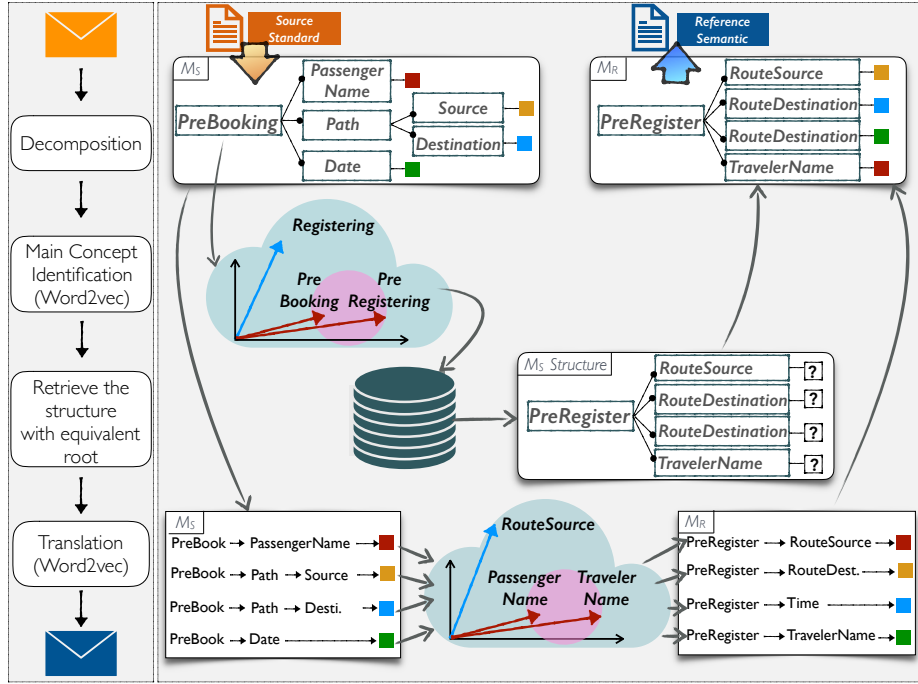 Decomposition
Main Concept
Identification
(Word2vec)
Retrieve the
structure
with equivalent
root
Translation
(Word2vec)
Source
Standard
Reference
Semantic
MS
PreBooking
Passenger
Name
Path
Date
Source
Destination
MR
PreRegister
RouteSource
RouteDestination
RouteDestination
TravelerName
Registering
Pre
Booking
Pre
Registering
MS Structure
PreRegister
RouteSource
?
RouteDestination
?
RouteDestination
?
TravelerName
?
MS
PreBook PassengerName
PreBook Path Source
PreBook Path Desti.
PreBook Date
RouteSource
Passenger
Name
Traveler
Name
MR
PreRegister RouteSource
PreRegister RouteDest.
PreRegister Time
PreRegister TravelerName